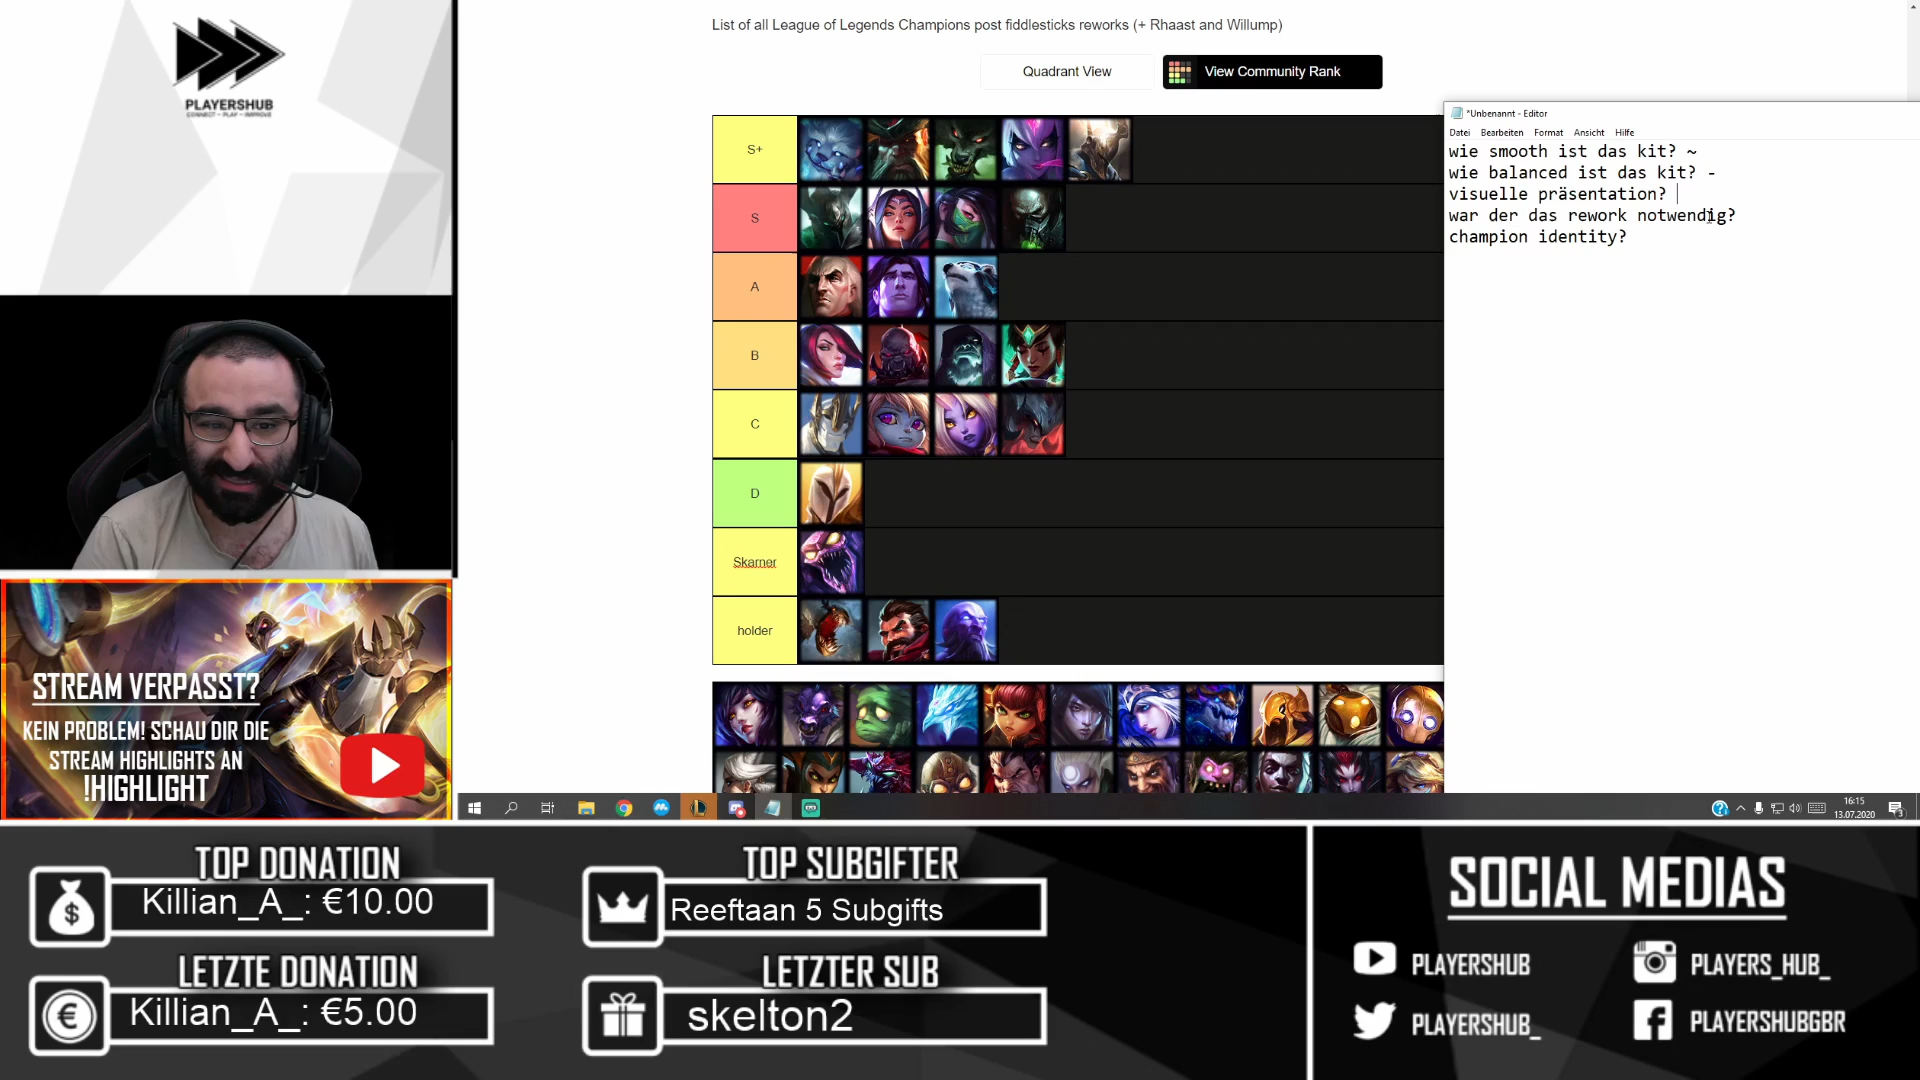 PLAYERSHUB
CONNECT – PLAY – IMPROVE
List of all League of Legends Champions post fiddlesticks reworks (+ Rhaast and Willump)
Quadrant View
View Community Rank
S+
S
A
B
C
D
Skarner
holder
*Unbenannt - Editor
Datei Bearbeiten Format Ansicht Hilfe
wie smooth ist das kit? ~
wie balanced ist das kit? -
visuelle präsentation?
war der das rework notwendig?
champion identity?
STREAM VERPASST?
KEIN PROBLEM! SCHAU DIR DIE
STREAM HIGHLIGHTS AN
!HIGHLIGHT
16:15
13.07.2020
3
TOP DONATION
Killian_A_: €10.00
LETZTE DONATION
Killian_A_: €5.00
TOP SUBGIFTER
Reeftaan 5 Subgifts
LETZTER SUB
skelton2
SOCIAL MEDIAS
PLAYERSHUB
PLAYERS_HUB_
PLAYERSHUB_
PLAYERSHUBGBR